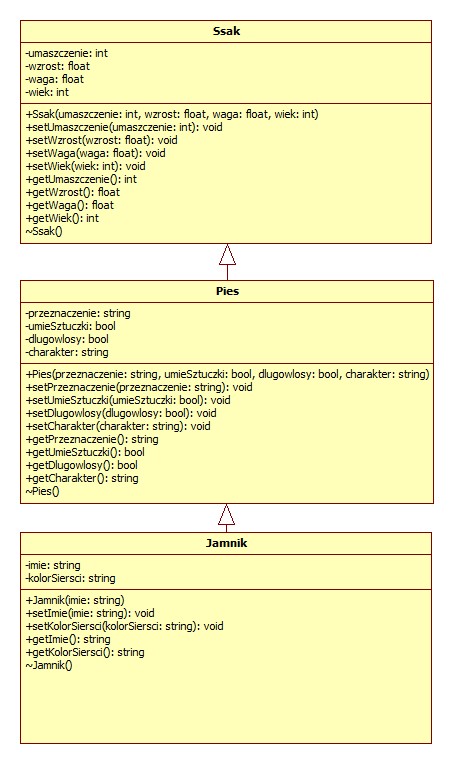 Ssak
-umaszczenie: int
-wzrost: float
-waga: float
-wiek: int
+Ssak(umaszczenie: int, wzrost: float, waga: float, wiek: int)
+setUmaszczenie(umaszczenie: int): void
+setWzrost(wzrost: float): void
+setWaga(waga: float): void
+setWiek(wiek: int): void
+getUmaszczenie(): int
+getWzrost(): float
+getWaga(): float
+getWiek(): int
~Ssak()
Pies
-przeznaczenie: string
-umieSztuczki: bool
-dlugowlosy: bool
-charakter: string
+Pies(przeznaczenie: string, umieSztuczki: bool, dlugowlosy: bool, charakter: string)
+setPrzeznaczenie(przeznaczenie: string): void
+setUmieSztuczki(umieSztuczki: bool): void
+setDlugowlosy(dlugowlosy: bool): void
+setCharakter(charakter: string): void
+getPrzeznaczenie(): string
+getUmieSztuczki(): bool
+getDlugowlosy(): bool
+getCharakter(): string
~Pies()
Jamnik
-imie: string
-kolorSiersci: string
+Jamnik(imie: string)
+setImie(imie: string): void
+setKolorSiersci(kolorSiersci: string): void
+getImie(): string
+getKolorSiersci(): string
~Jamnik()